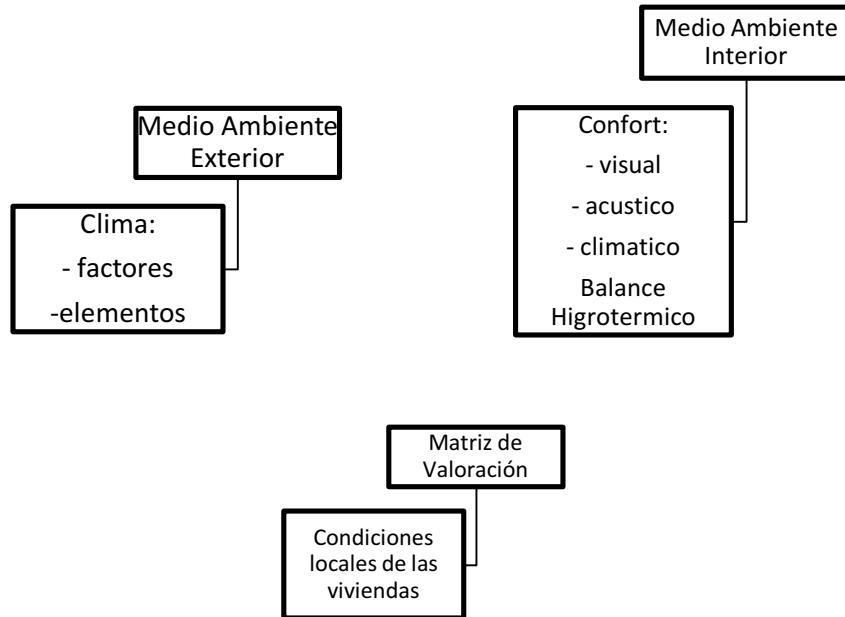 Medio Ambiente
Exterior
Clima:
- factores
-elementos
Medio Ambiente
Interior
Confort:
- visual
- acustico
- climatico
Balance
Higrotermico
Matriz de
Valoración
Condiciones
locales de las
viviendas